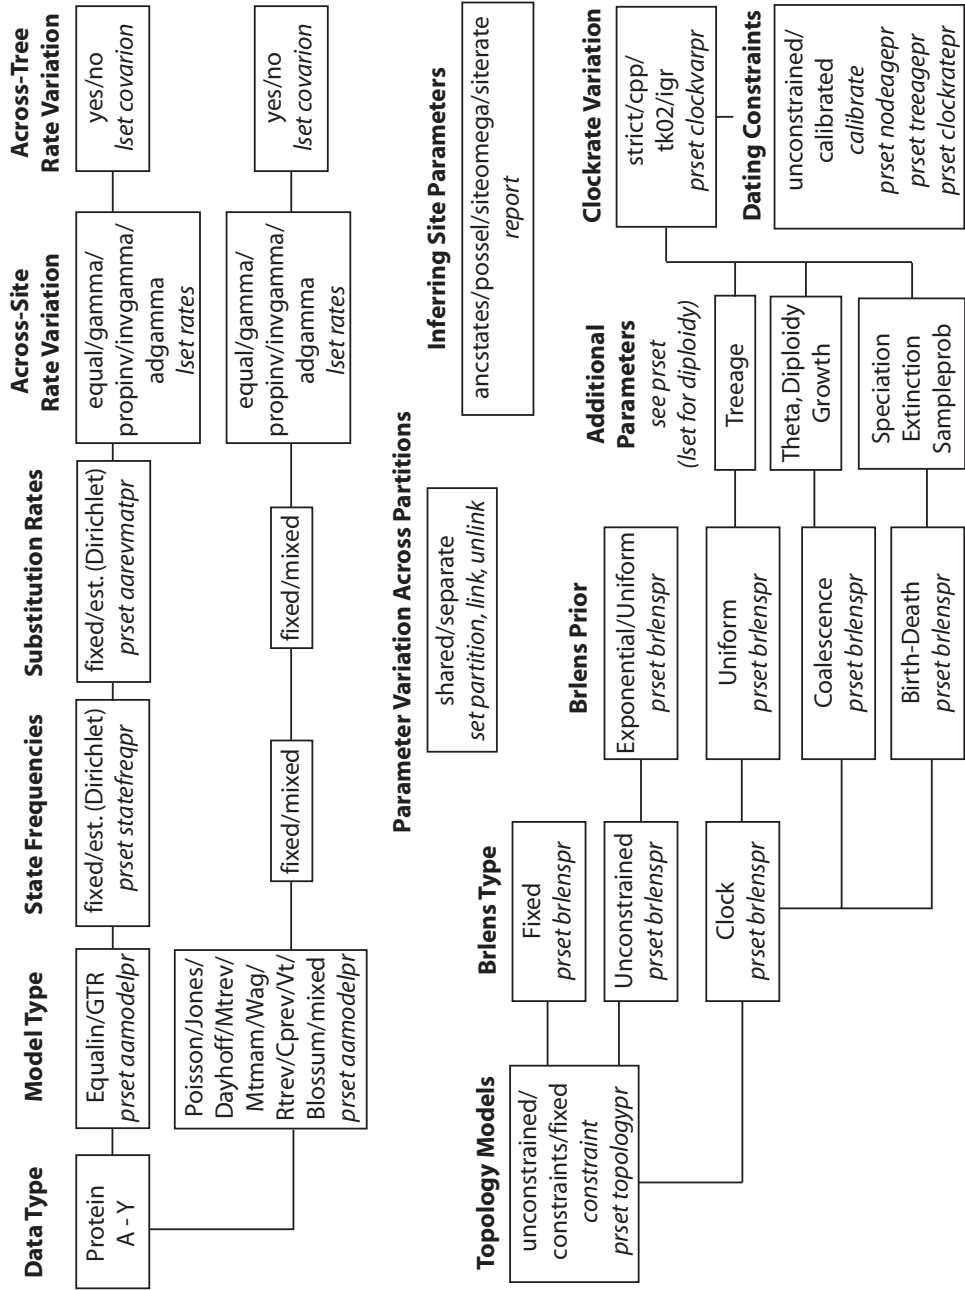 Data Type
Model Type
State Frequencies
Substitution Rates
Across-Site
Rate Variation
Across-Tree
Rate Variation
Protein
A - Y
Equalin/GTR
prset aamodelpr
fixed/est. (Dirichlet)
prset statefreqpr
fixed/est. (Dirichlet)
prset aarevmatpr
equal/gamma/
propinv/invgamma/
adgamma
lset rates
yes/no
lset covarion
Poisson/Jones/
Dayhoff/Mtrev/
Mtmam/Wag/
Rtrev/Cprev/Vt/
Blossum/mixed
prset aamodelpr
fixed/mixed
fixed/mixed
equal/gamma/
propinv/invgamma/
adgamma
lset rates
yes/no
lset covarion
Parameter Variation Across Partitions
shared/separate
set partition, link, unlink
Inferring Site Parameters
ancstates/possel/siteomega/siterate
report
Topology Models
unconstrained/
constraints/fixed
constraint
prset topologypr
Brlens Type
Fixed
prset brlenspr
Unconstrained
prset brlenspr
Clock
prset brlenspr
Brlens Prior
Exponential/Uniform
prset brlenspr
Uniform
prset brlenspr
Coalescence
prset brlenspr
Birth-Death
prset brlenspr
Additional
Parameters
see prset
(lset for diploidy)
Treeage
Theta, Diploidy
Growth
Speciation
Extinction
Sampleprob
Clockrate Variation
strict/cpp/
tk02/igr
prset clockvarpr
Dating Constraints
unconstrained/
calibrated
calibrate
prset nodeagepr
prset treeagepr
prset clockratepr